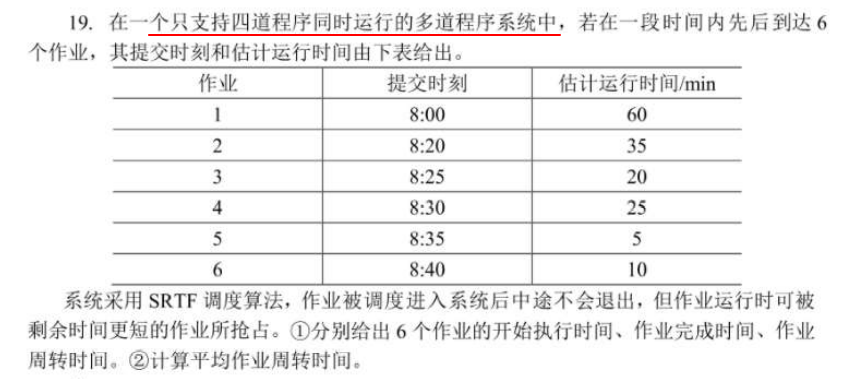 19. 在一个只支持四道程序同时运行的多道程序系统中，若在一段时间内先后到达 6
个作业，其提交时刻和估计运行时间由下表给出。
作业 提交时刻 估计运行时间/min
1 8:00 60
2 8:20 35
3 8:25 20
4 8:30 25
5 8:35 5
6 8:40 10
系统采用 SRTF 调度算法，作业被调度进入系统后中途不会退出，但作业运行时可被
剩余时间更短的作业所抢占。①分别给出 6 个作业的开始执行时间、作业完成时间、作业
周转时间。②计算平均作业周转时间。